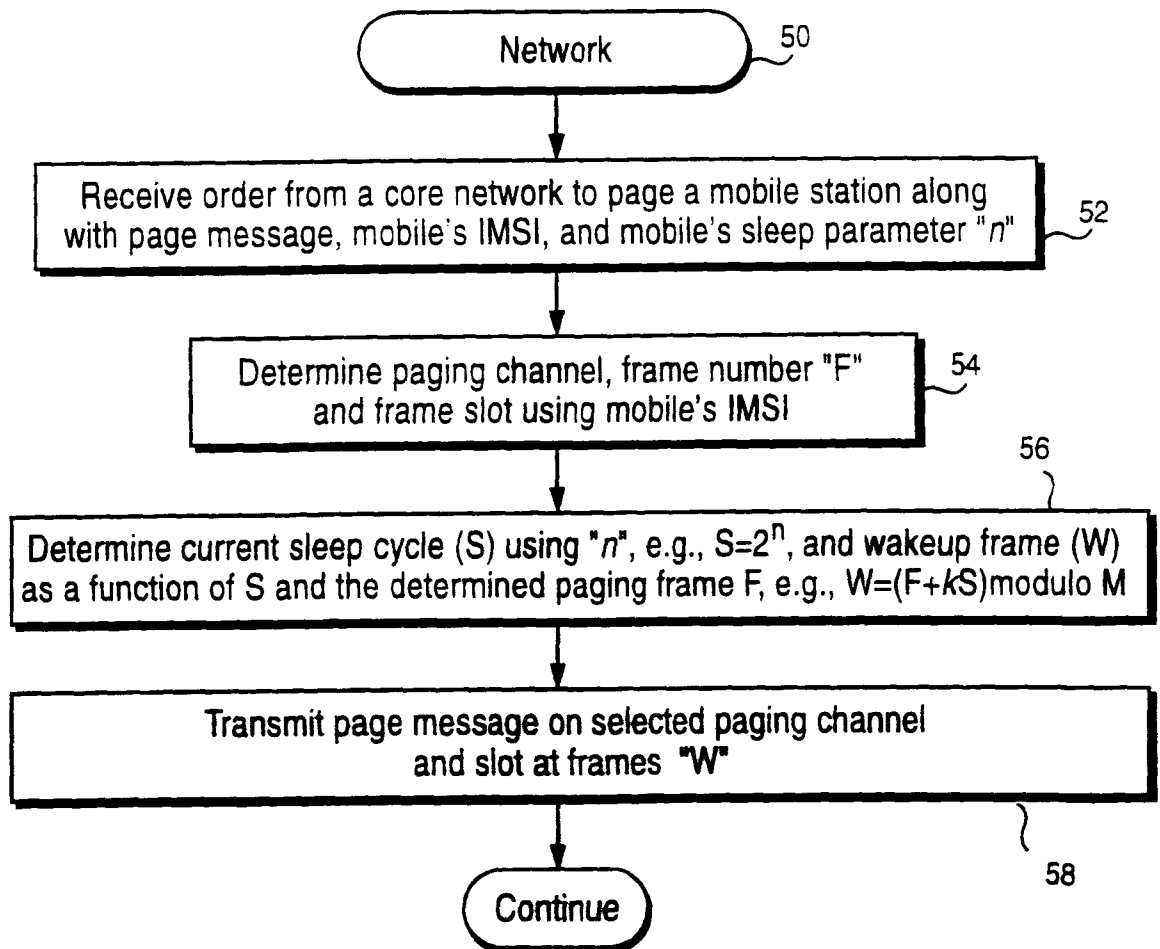 Network
50
Receive order from a core network to page a mobile station along
with page message, mobile's IMSI, and mobile's sleep parameter "n"
52
Determine paging channel, frame number "F"
and frame slot using mobile's IMSI
54
56
Determine current sleep cycle (S) using "n", e.g., S=2^n, and wakeup frame (W)
as a function of S and the determined paging frame F, e.g., W=(F+kS)modulo M
Transmit page message on selected paging channel
and slot at frames "W"
58
Continue